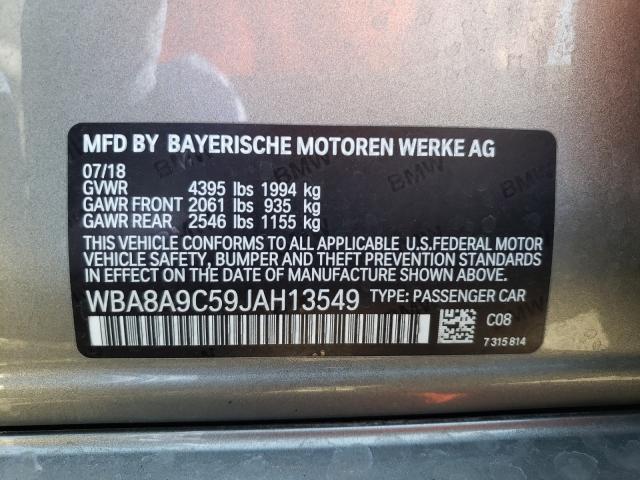 MFD BY BAYERISCHE MOTOREN WERKE AG
07/18
GVWR 4395 lbs 1994 kg
GAWR FRONT 2061 lbs 935 kg
GAWR REAR 2546 lbs 1155 kg
THIS VEHICLE CONFORMS TO ALL APPLICABLE U.S.FEDERAL MOTOR
VEHICLE SAFETY, BUMPER AND THEFT PREVENTION STANDARDS
IN EFFECT ON THE DATE OF MANUFACTURE SHOWN ABOVE.
WBA8A9C59JAH13549 TYPE: PASSENGER CAR
C08
7 315 814